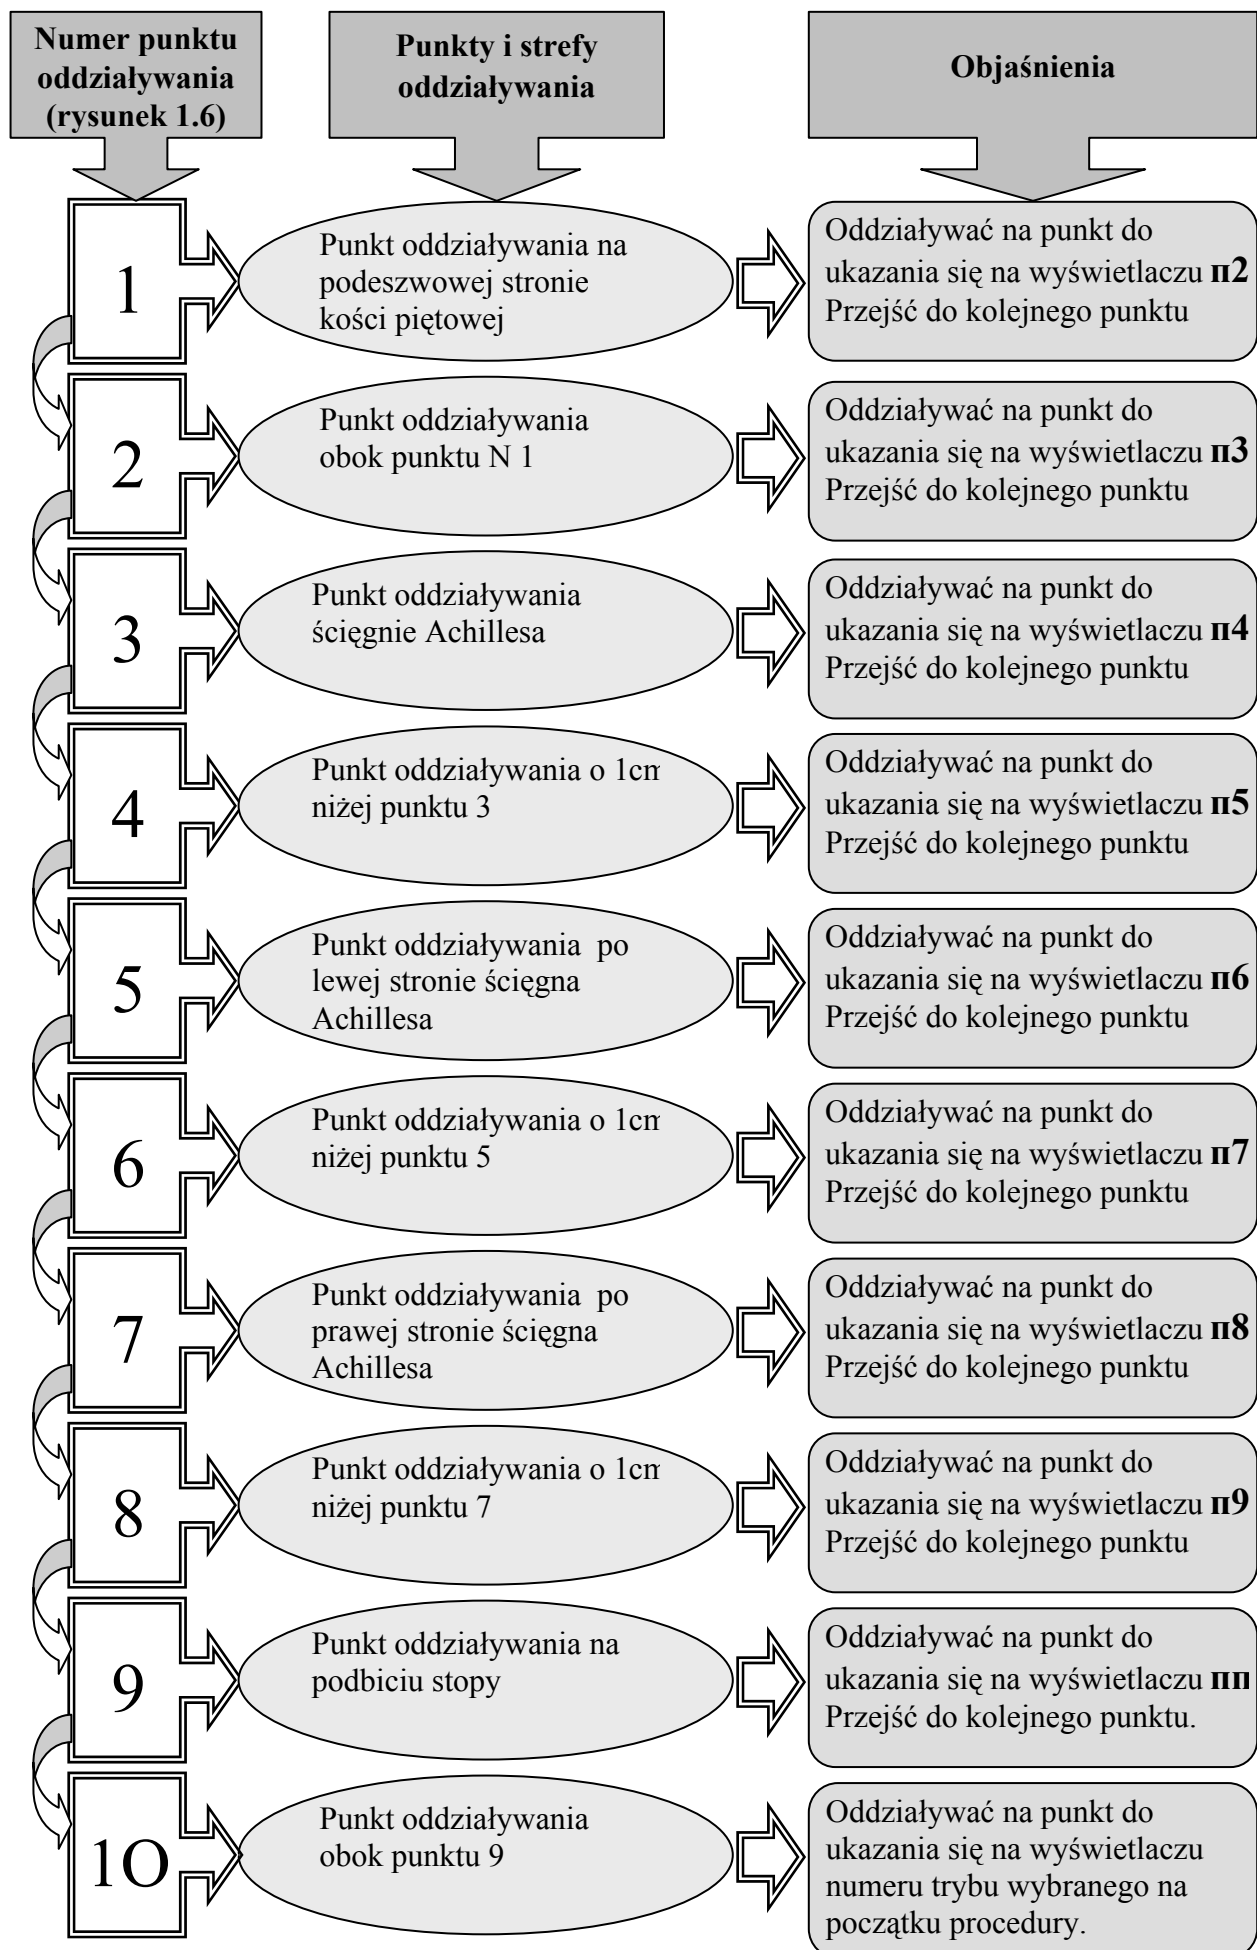 Numer punktu
oddziaływania
(rysunek 1.6)
Punkty i strefy
oddziaływania
Objaśnienia
1
Punkt oddziaływania na
podeszwowej stronie
kości piętowej
Oddziaływać na punkt do
ukazania się na wyświetlaczu п2
Przejść do kolejnego punktu
2
Punkt oddziaływania
obok punktu N 1
Oddziaływać na punkt do
ukazania się na wyświetlaczu п3
Przejść do kolejnego punktu
3
Punkt oddziaływania
ścięgnie Achillesa
Oddziaływać na punkt do
ukazania się na wyświetlaczu п4
Przejść do kolejnego punktu
4
Punkt oddziaływania o 1cm
niżej punktu 3
Oddziaływać na punkt do
ukazania się na wyświetlaczu п5
Przejść do kolejnego punktu
5
Punkt oddziaływania po
lewej stronie ścięgna
Achillesa
Oddziaływać na punkt do
ukazania się na wyświetlaczu п6
Przejść do kolejnego punktu
6
Punkt oddziaływania o 1cm
niżej punktu 5
Oddziaływać na punkt do
ukazania się na wyświetlaczu п7
Przejść do kolejnego punktu
7
Punkt oddziaływania po
prawej stronie ścięgna
Achillesa
Oddziaływać na punkt do
ukazania się na wyświetlaczu п8
Przejść do kolejnego punktu
8
Punkt oddziaływania o 1cm
niżej punktu 7
Oddziaływać na punkt do
ukazania się na wyświetlaczu п9
Przejść do kolejnego punktu
9
Punkt oddziaływania na
podbiciu stopy
Oddziaływać na punkt do
ukazania się na wyświetlaczu пп
Przejść do kolejnego punktu.
1O
Punkt oddziaływania
obok punktu 9
Oddziaływać na punkt do
ukazania się na wyświetlaczu
numeru trybu wybranego na
początku procedury.